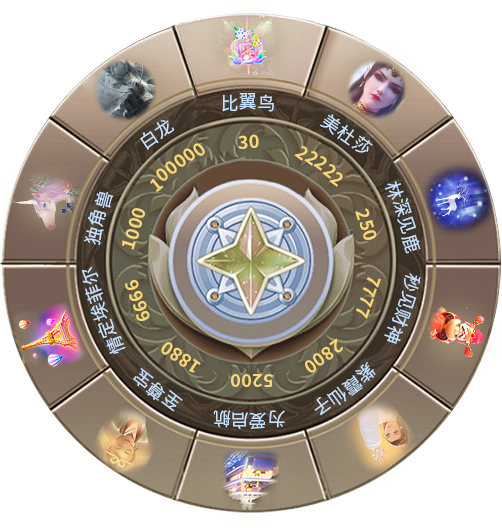 比翼鸟
30
美杜莎
22222
林深见鹿
250
秒见财神
7777
紫霞仙子
2800
为爱启航
5200
至尊宝
1880
情定埃菲尔
6666
独角兽
1000
白龙
100000